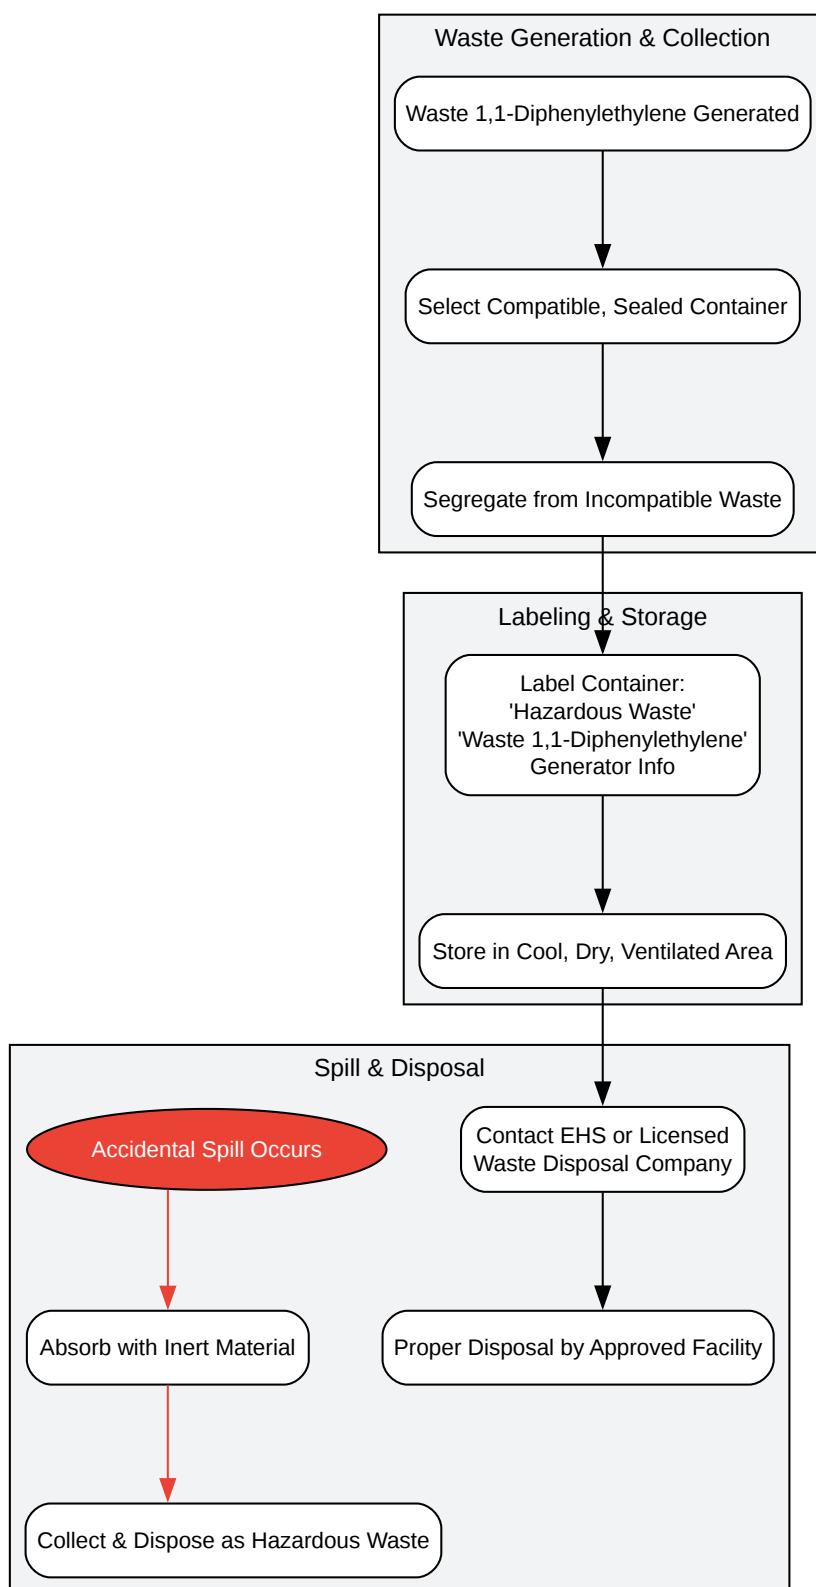 Waste Generation & Collection
Waste 1,1-Diphenylethylene Generated
Select Compatible, Sealed Container
Segregate from Incompatible Waste
Labeling & Storage
Label Container:
'Hazardous Waste'
'Waste 1,1-Diphenylethylene'
Generator Info
Store in Cool, Dry, Ventilated Area
Spill & Disposal
Accidental Spill Occurs
Absorb with Inert Material
Collect & Dispose as Hazardous Waste
Contact EHS or Licensed
Waste Disposal Company
Proper Disposal by Approved Facility